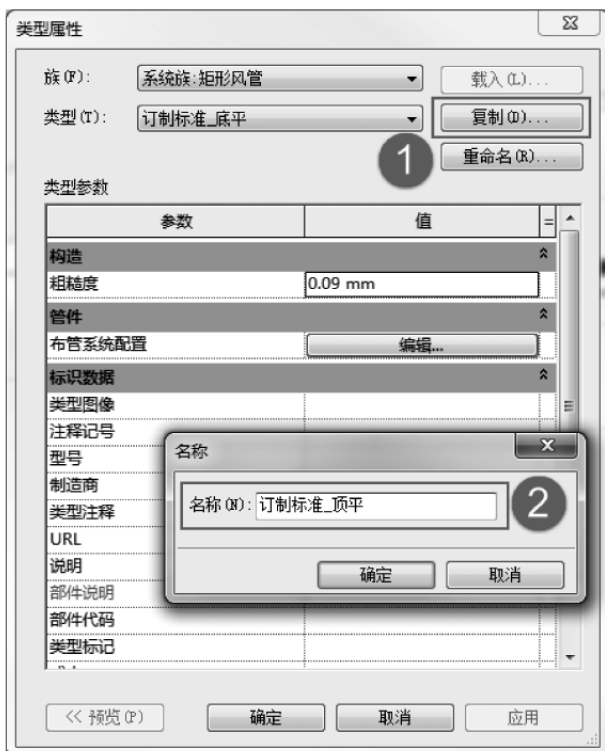 类型属性
族(F): 系统族:矩形风管 载入(L)...
类型(T): 订制标准_底平 复制(D)...
1 重命名(R)...
类型参数
参数 值 =
构造
粗糙度 0.09 mm
管件
布管系统配置 编辑...
标识数据
类型图像
注释记号
型号
制造商
类型注释
URL
说明
部件说明
部件代码
类型标记
名称
名称(N): 订制标准_顶平 2
确定 取消
<< 预览(P) 确定 取消 应用